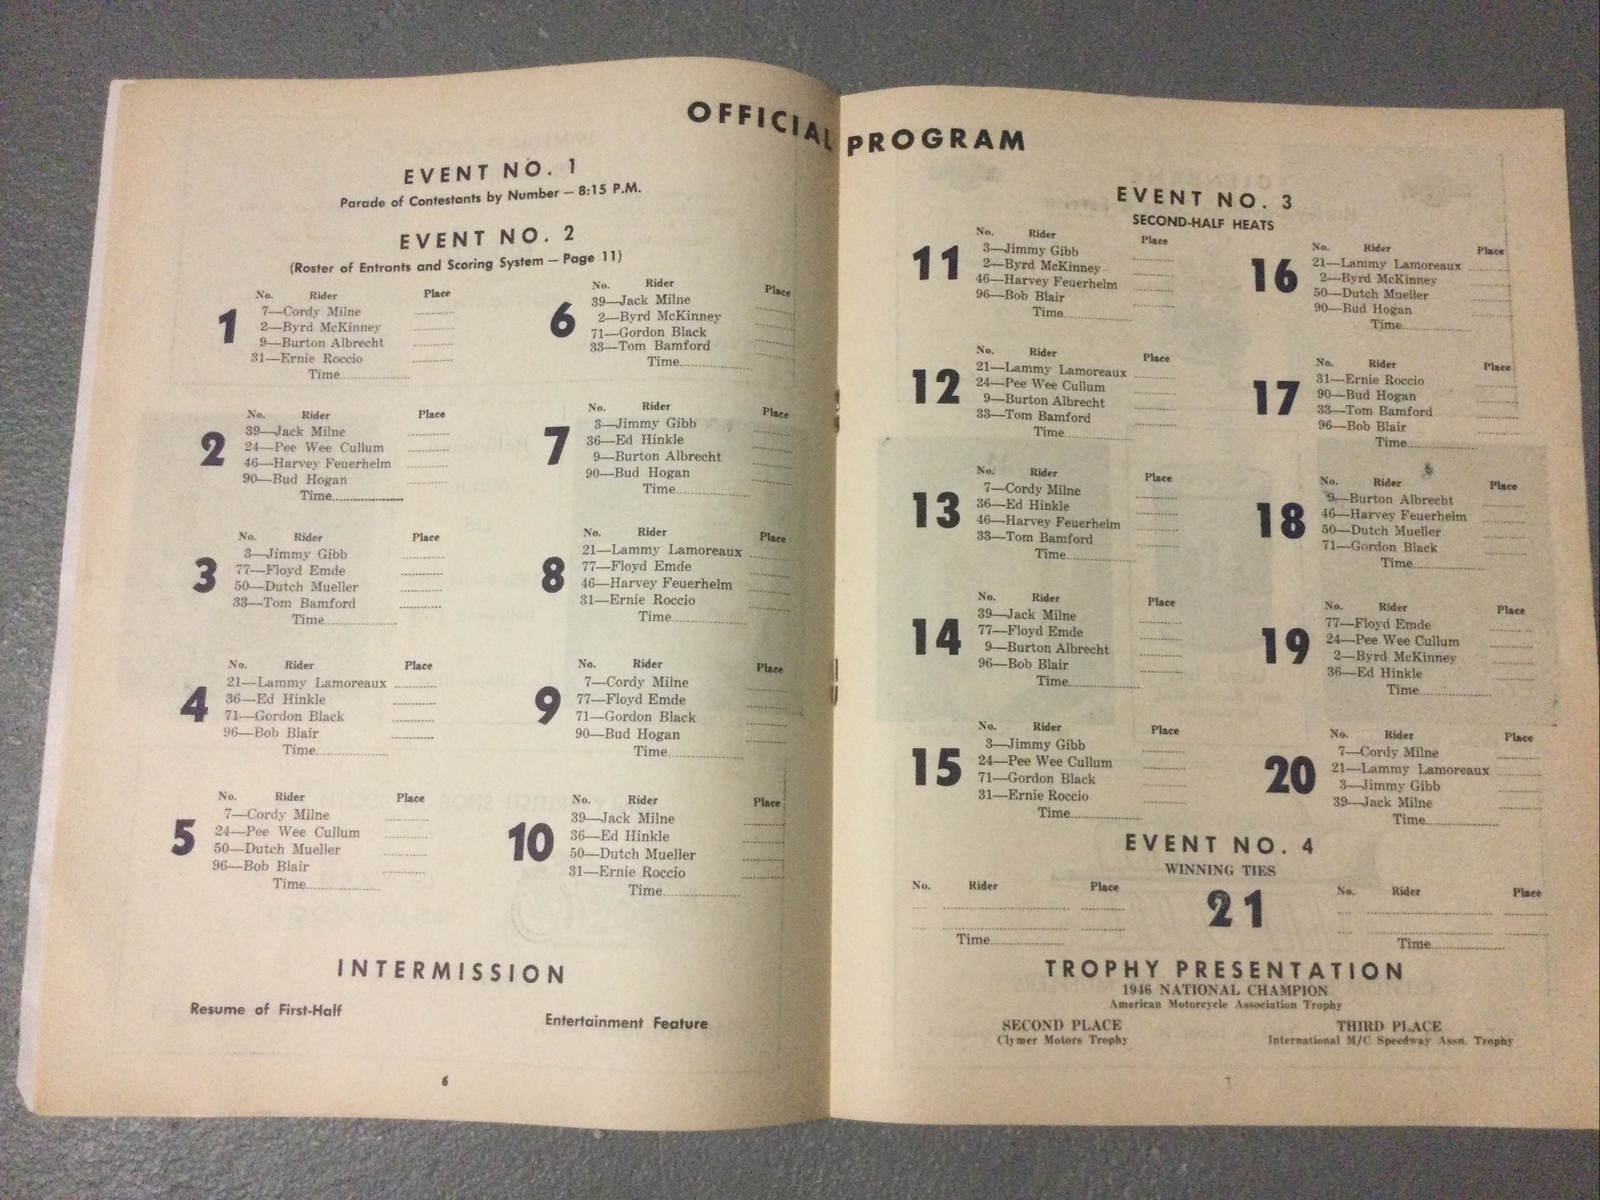 OFFICIAL PROGRAM
EVENT NO. 1
Parade of Contestants by Number — 8:15 P.M.
EVENT NO. 2
(Roster of Entrants and Scoring System — Page 11)
1
No. Rider Place
7—Cordy Milne
2—Byrd McKinney
9—Burton Albrecht
31—Ernie Roccio
Time
2
No. Rider Place
39—Jack Milne
24—Pee Wee Cullum
46—Harvey Feuerhelm
90—Bud Hogan
Time
3
No. Rider Place
3—Jimmy Gibb
77—Floyd Emde
50—Dutch Mueller
33—Tom Bamford
Time
4
No. Rider Place
21—Lammy Lamoreaux
36—Ed Hinkle
71—Gordon Black
96—Bob Blair
Time
5
No. Rider Place
7—Cordy Milne
24—Pee Wee Cullum
50—Dutch Mueller
96—Bob Blair
Time
6
No. Rider Place
39—Jack Milne
2—Byrd McKinney
71—Gordon Black
33—Tom Bamford
Time
7
No. Rider Place
3—Jimmy Gibb
36—Ed Hinkle
9—Burton Albrecht
90—Bud Hogan
Time
8
No. Rider Place
21—Lammy Lamoreaux
77—Floyd Emde
46—Harvey Feuerhelm
31—Ernie Roccio
Time
9
No. Rider Place
7—Cordy Milne
77—Floyd Emde
71—Gordon Black
90—Bud Hogan
Time
10
No. Rider Place
39—Jack Milne
36—Ed Hinkle
50—Dutch Mueller
31—Ernie Roccio
Time
INTERMISSION
Resume of First-Half
Entertainment Feature
6
EVENT NO. 3
SECOND-HALF HEATS
11
No. Rider Place
3—Jimmy Gibb
2—Byrd McKinney
46—Harvey Feuerhelm
96—Bob Blair
Time
12
No. Rider Place
21—Lammy Lamoreaux
24—Pee Wee Cullum
9—Burton Albrecht
33—Tom Bamford
Time
13
No. Rider Place
7—Cordy Milne
36—Ed Hinkle
46—Harvey Feuerhelm
33—Tom Bamford
Time
14
No. Rider Place
39—Jack Milne
77—Floyd Emde
9—Burton Albrecht
96—Bob Blair
Time
15
No. Rider Place
3—Jimmy Gibb
24—Pee Wee Cullum
71—Gordon Black
31—Ernie Roccio
Time
16
No. Rider Place
21—Lammy Lamoreaux
2—Byrd McKinney
50—Dutch Mueller
90—Bud Hogan
Time
17
No. Rider Place
31—Ernie Roccio
90—Bud Hogan
33—Tom Bamford
96—Bob Blair
Time
18
No. Rider Place
9—Burton Albrecht
46—Harvey Feuerhelm
50—Dutch Mueller
71—Gordon Black
Time
19
No. Rider Place
77—Floyd Emde
24—Pee Wee Cullum
2—Byrd McKinney
36—Ed Hinkle
Time
20
No. Rider Place
7—Cordy Milne
21—Lammy Lamoreaux
3—Jimmy Gibb
39—Jack Milne
Time
EVENT NO. 4
WINNING TIES
No. Rider Place
Time
21
No. Rider Place
Time
TROPHY PRESENTATION
1946 NATIONAL CHAMPION
American Motorcycle Association Trophy
SECOND PLACE
Clymer Motors Trophy
THIRD PLACE
International M/C Speedway Assn. Trophy
7